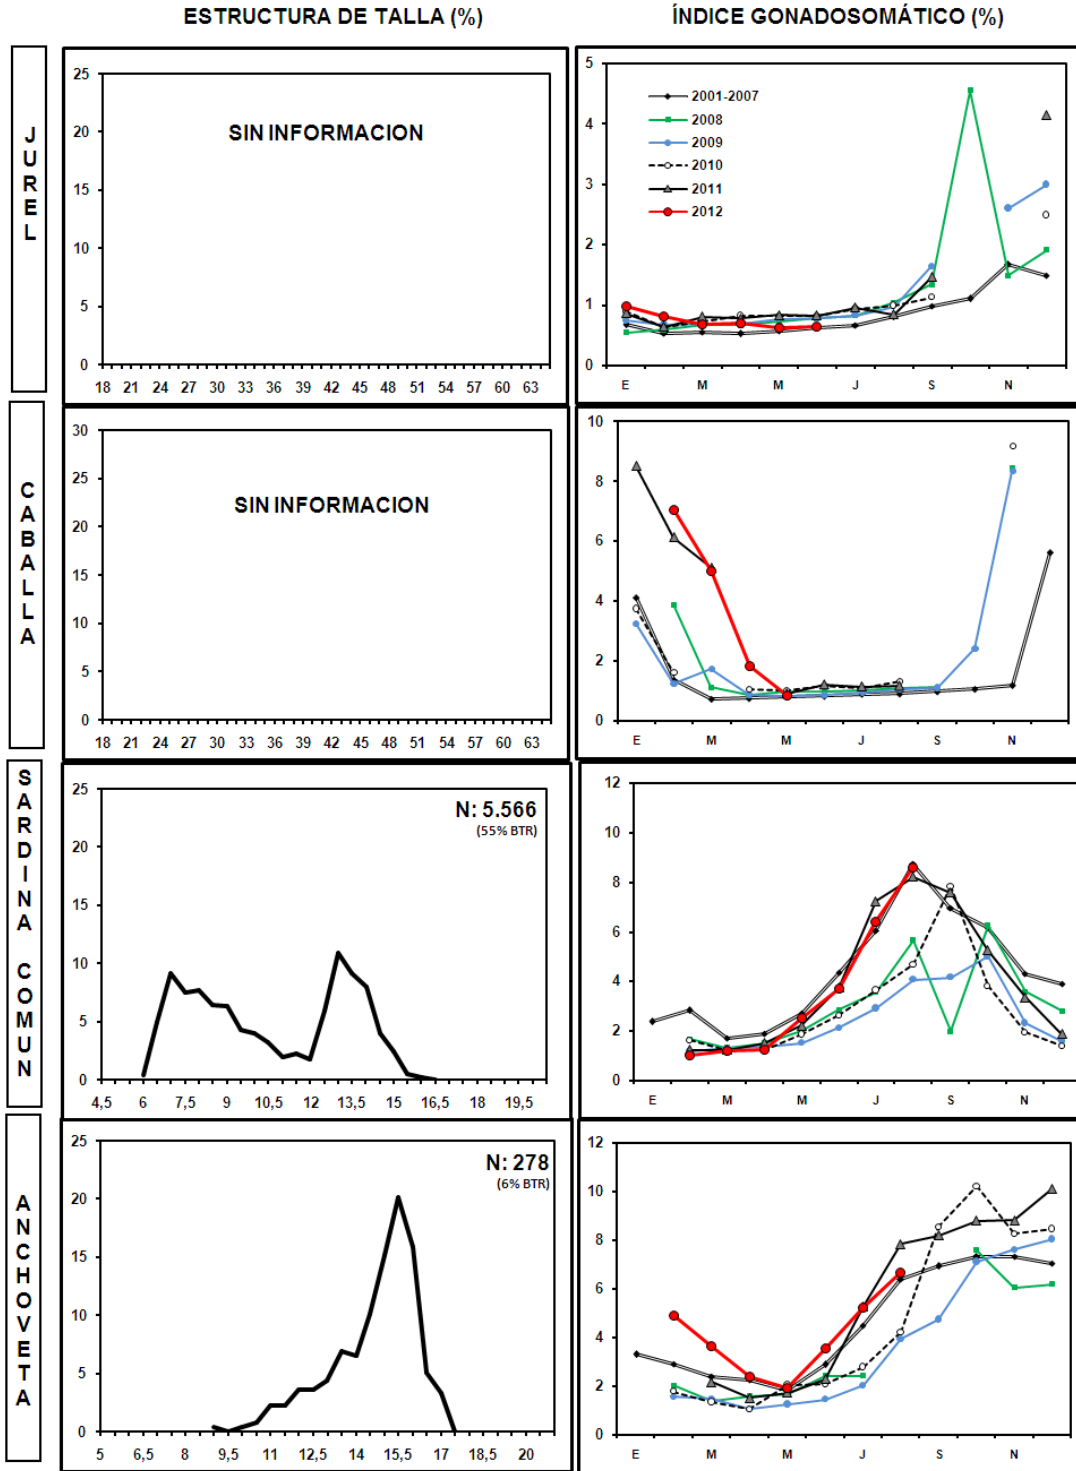 ESTRUCTURA DE TALLA (%)
ÍNDICE GONADOSOMÁTICO (%)
JUREL
25
20
15
10
5
0
SIN INFORMACION
18 21 24 27 30 33 36 39 42 45 48 51 54 57 60 63
5
4
3
2
1
0
2001-2007
2008
2009
2010
2011
2012
E M M J S N
CABALLA
30
25
20
15
10
5
0
SIN INFORMACION
18 21 24 27 30 33 36 39 42 45 48 51 54 57 60 63
10
8
6
4
2
0
E M M J S N
SARDINA COMUN
25
20
15
10
5
0
N: 5.566
(55% BTR)
4,5 6 7,5 9 10,5 12 13,5 15 16,5 18 19,5
12
10
8
6
4
2
0
E M M J S N
ANCHOVETA
25
20
15
10
5
0
N: 278
(6% BTR)
5 6,5 8 9,5 11 12,5 14 15,5 17 18,5 20
12
10
8
6
4
2
0
E M M J S N